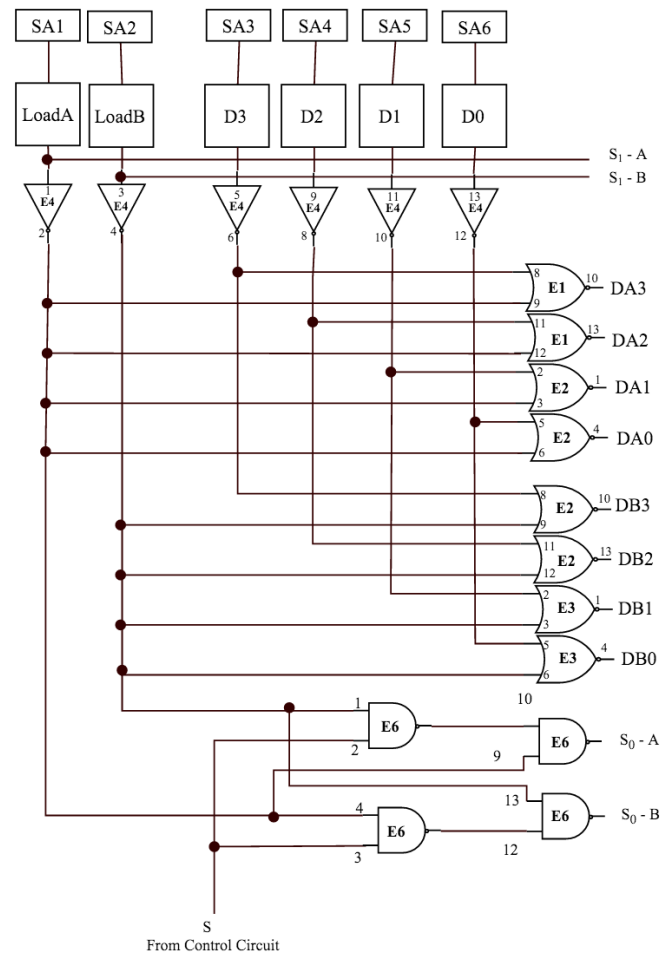 SA1 SA2 SA3 SA4 SA5 SA6
LoadA LoadB D3 D2 D1 D0
S1 - A
S1 - B
1 3 5 9 11 13
E4 E4 E4 E4 E4 E4
2 4 6 8 10 12
8 10
E1 DA3
9
11 13
E1 DA2
12
2 1
E2 DA1
3
5 4
E2 DA0
6
8 10
E2 DB3
9
11 13
E2 DB2
12
2 1
E3 DB1
3
5 4
E3 DB0
6
1 10
E6 E6 S0 - A
2 9
4 13
E6 E6 S0 - B
3 12
S
From Control Circuit